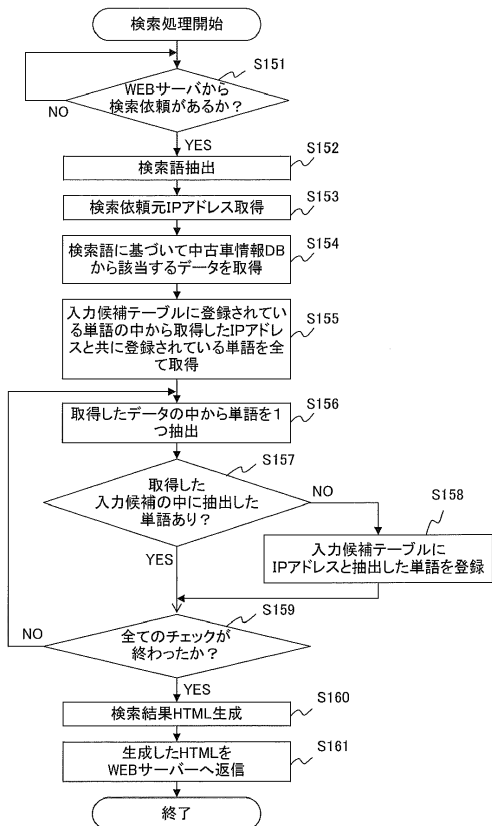 検索処理開始
S151
WEBサーバから
検索依頼があるか?
NO
YES
S152
検索語抽出
S153
検索依頼元IPアドレス取得
S154
検索語に基づいて中古車情報DB
から該当するデータを取得
S155
入力候補テーブルに登録されてい
る単語の中から取得したIPアドレ
スと共に登録されている単語を全
て取得
S156
取得したデータの中から単語を1
つ抽出
S157
取得した
入力候補の中に抽出した
単語あり?
NO
YES
S158
入力候補テーブルに
IPアドレスと抽出した単語を登録
S159
全てのチェックが
終わったか?
NO
YES
S160
検索結果HTML生成
S161
生成したHTMLを
WEBサーバーへ返信
終了